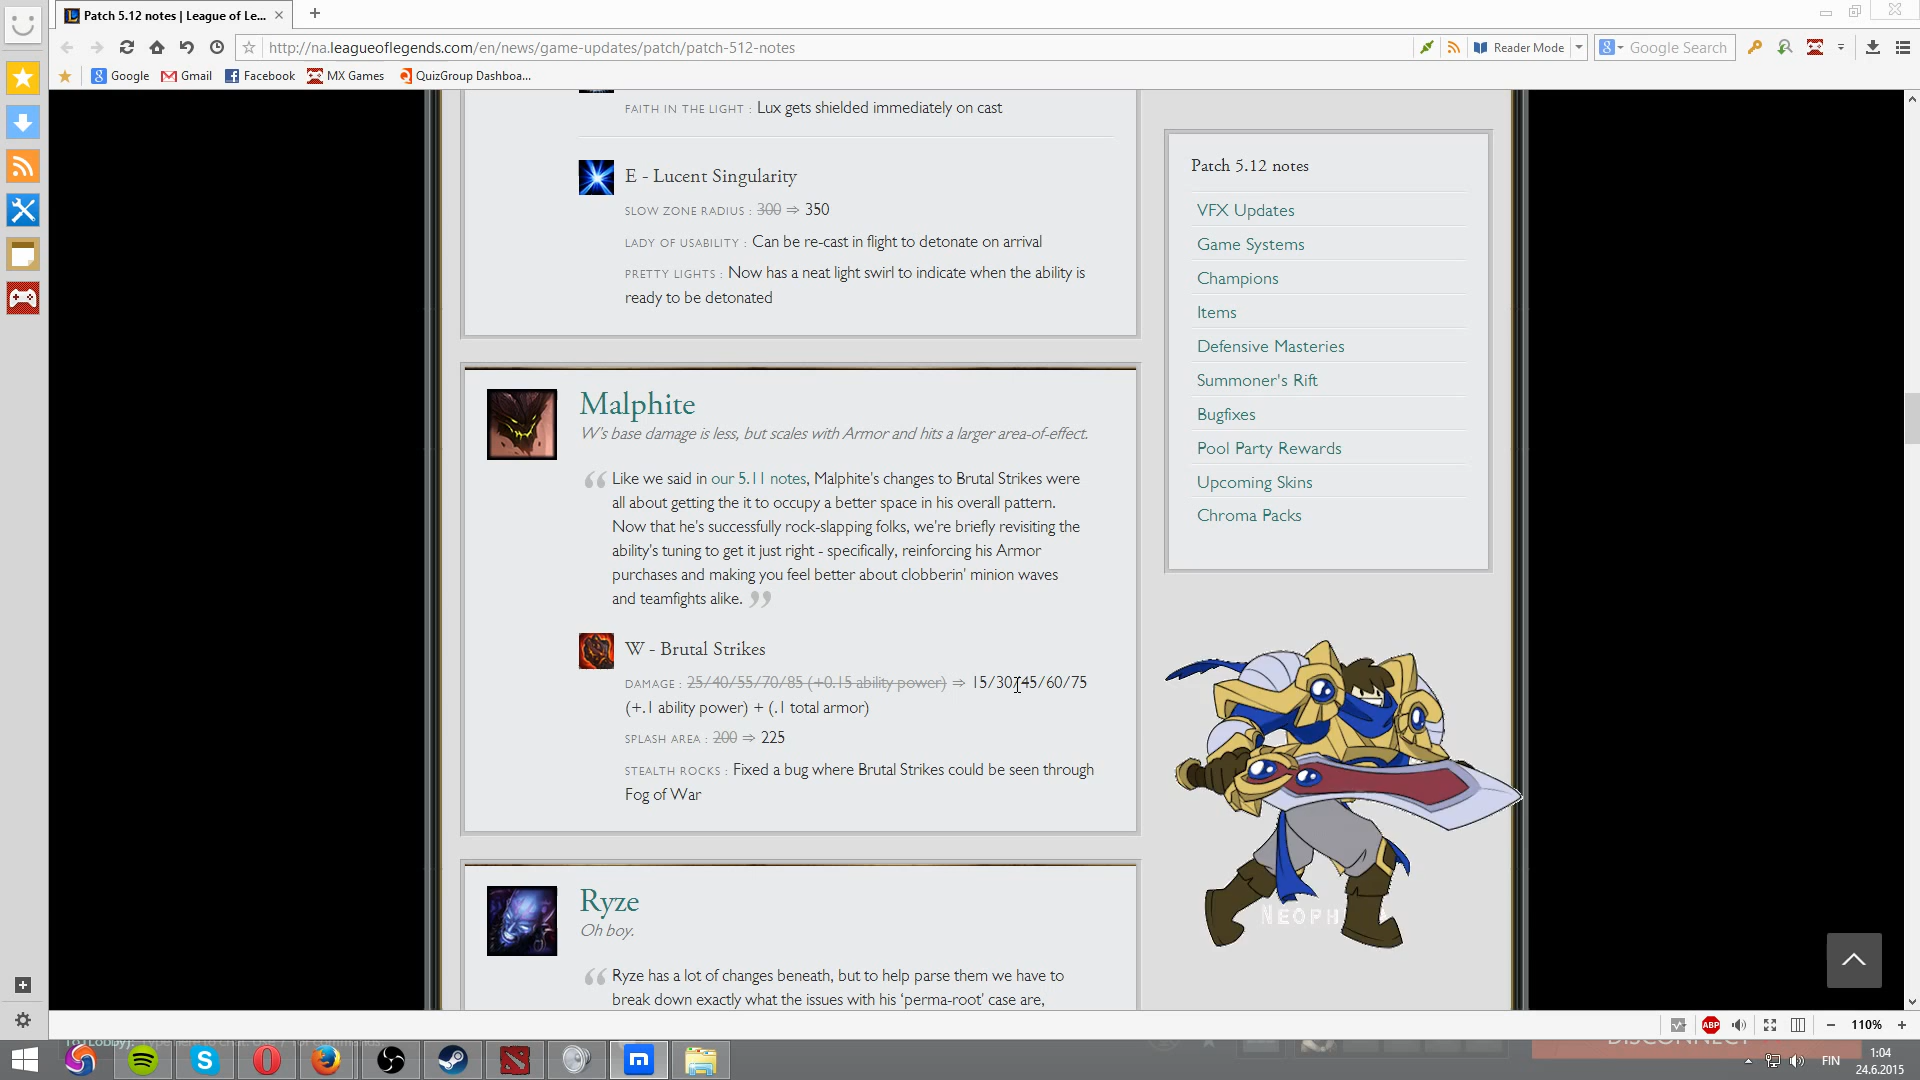 Patch 5.12 notes | League of Le...
http://na.leagueoflegends.com/en/news/game-updates/patch/patch-512-notes
Reader Mode
Google Search
Google
Gmail
Facebook
MX Games
QuizGroup Dashboa...
FAITH IN THE LIGHT : Lux gets shielded immediately on cast
E - Lucent Singularity
SLOW ZONE RADIUS : 300 ⇒ 350
LADY OF USABILITY : Can be re-cast in flight to detonate on arrival
PRETTY LIGHTS : Now has a neat light swirl to indicate when the ability is
ready to be detonated
Malphite
W's base damage is less, but scales with Armor and hits a larger area-of-effect.
Like we said in our 5.11 notes, Malphite's changes to Brutal Strikes were
all about getting the it to occupy a better space in his overall pattern.
Now that he's successfully rock-slapping folks, we're briefly revisiting the
ability's tuning to get it just right - specifically, reinforcing his Armor
purchases and making you feel better about clobberin' minion waves
and teamfights alike.
W - Brutal Strikes
DAMAGE : 25/40/55/70/85 (+0.15 ability power) ⇒ 15/30/45/60/75
(+.1 ability power) + (.1 total armor)
SPLASH AREA : 200 ⇒ 225
STEALTH ROCKS : Fixed a bug where Brutal Strikes could be seen through
Fog of War
Ryze
Oh boy.
Ryze has a lot of changes beneath, but to help parse them we have to
break down exactly what the issues with his 'perma-root' case are,
Patch 5.12 notes
VFX Updates
Game Systems
Champions
Items
Defensive Masteries
Summoner's Rift
Bugfixes
Pool Party Rewards
Upcoming Skins
Chroma Packs
NEOPH
ABP
110%
DISCONNECT
FIN
1:04
24.6.2015